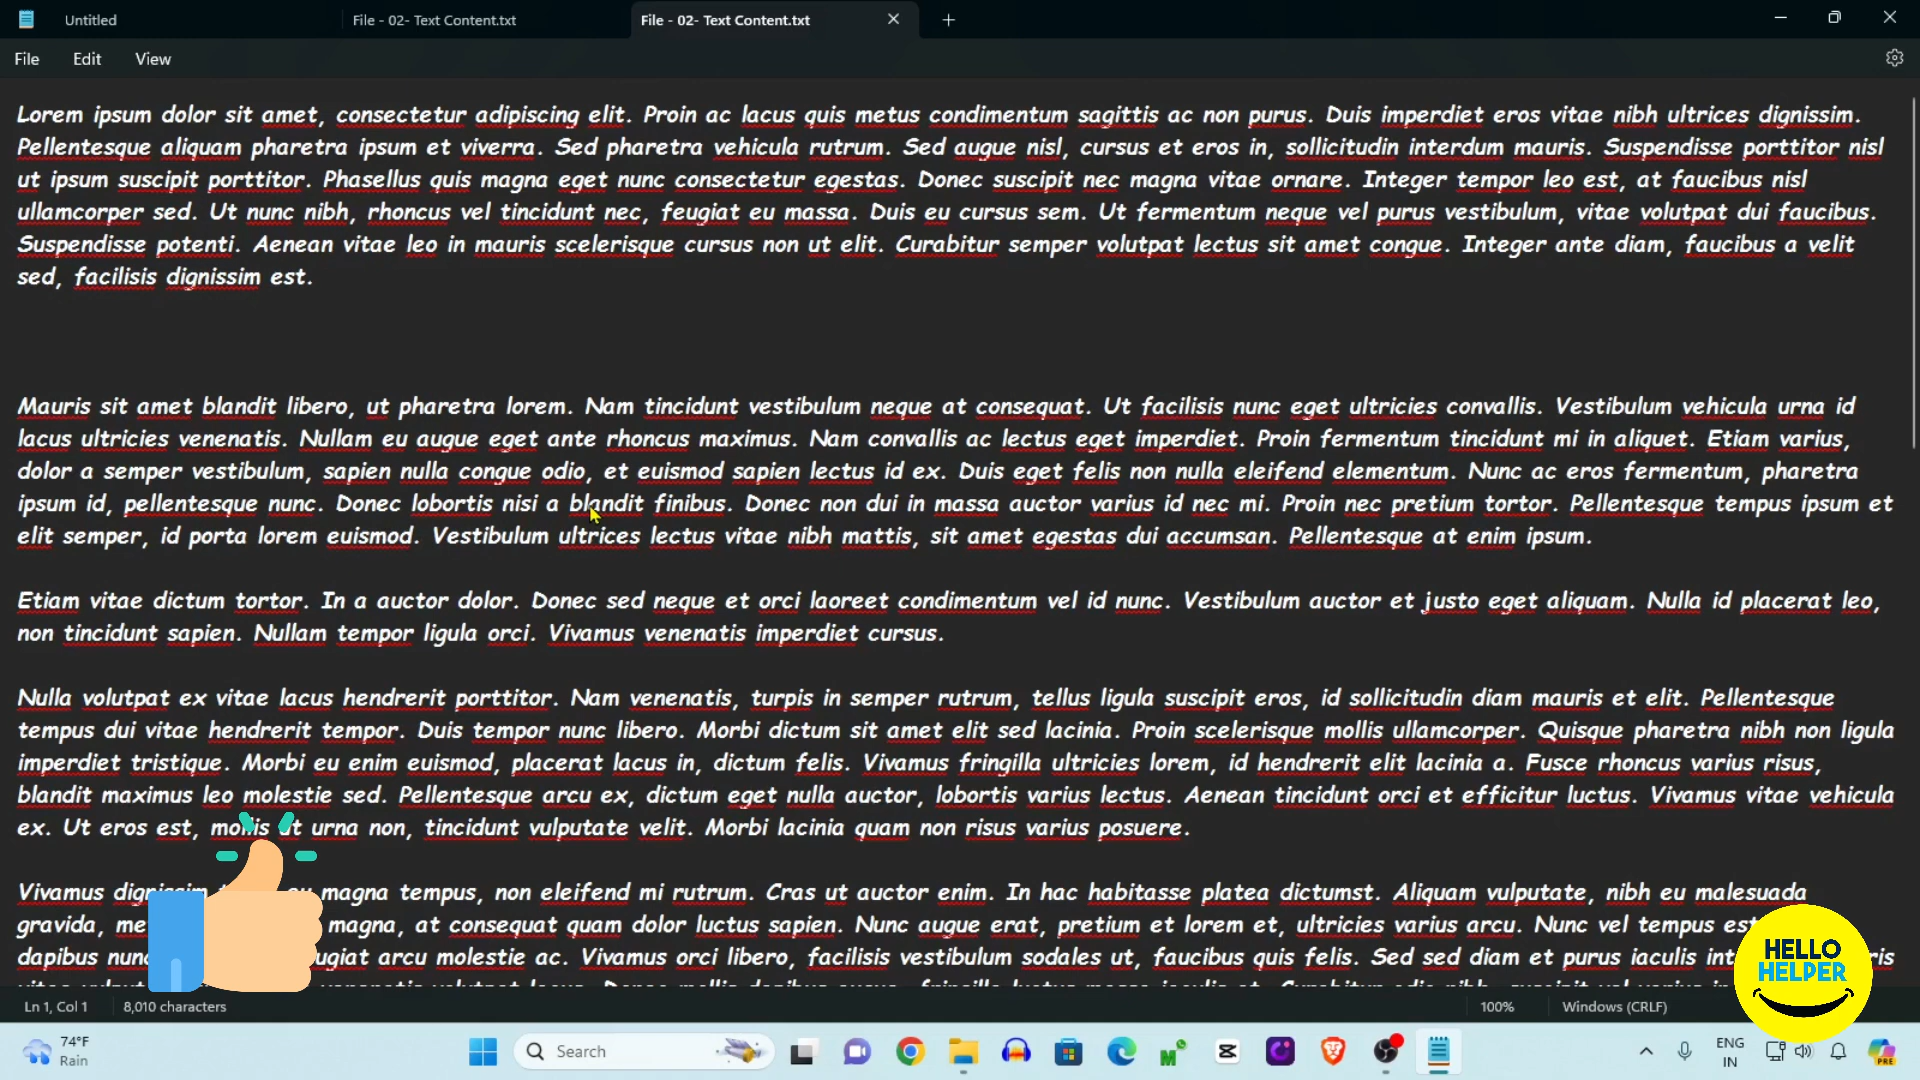 Untitled
File - 02- Text Content.txt
File - 02- Text Content.txt
File Edit View
Lorem ipsum dolor sit amet, consectetur adipiscing elit. Proin ac lacus quis metus condimentum sagittis ac non purus. Duis imperdiet eros vitae nibh ultrices dignissim.
Pellentesque aliquam pharetra ipsum et viverra. Sed pharetra vehicula rutrum. Sed augue nisl, cursus et eros in, sollicitudin interdum mauris. Suspendisse porttitor nisl
ut ipsum suscipit porttitor. Phasellus quis magna eget nunc consectetur egestas. Donec suscipit nec magna vitae ornare. Integer tempor leo est, at faucibus nisl
ullamcorper sed. Ut nunc nibh, rhoncus vel tincidunt nec, feugiat eu massa. Duis eu cursus sem. Ut fermentum neque vel purus vestibulum, vitae volutpat dui faucibus.
Suspendisse potenti. Aenean vitae leo in mauris scelerisque cursus non ut elit. Curabitur semper volutpat lectus sit amet congue. Integer ante diam, faucibus a velit
sed, facilisis dignissim est.
Mauris sit amet blandit libero, ut pharetra lorem. Nam tincidunt vestibulum neque at consequat. Ut facilisis nunc eget ultricies convallis. Vestibulum vehicula urna id
lacus ultricies venenatis. Nullam eu augue eget ante rhoncus maximus. Nam convallis ac lectus eget imperdiet. Proin fermentum tincidunt mi in aliquet. Etiam varius,
dolor a semper vestibulum, sapien nulla congue odio, et euismod sapien lectus id ex. Duis eget felis non nulla eleifend elementum. Nunc ac eros fermentum, pharetra
ipsum id, pellentesque nunc. Donec lobortis nisi a blandit finibus. Donec non dui in massa auctor varius id nec mi. Proin nec pretium tortor. Pellentesque tempus ipsum et
elit semper, id porta lorem euismod. Vestibulum ultrices lectus vitae nibh mattis, sit amet egestas dui accumsan. Pellentesque at enim ipsum.
Etiam vitae dictum tortor. In a auctor dolor. Donec sed neque et orci laoreet condimentum vel id nunc. Vestibulum auctor et justo eget aliquam. Nulla id placerat leo,
non tincidunt sapien. Nullam tempor ligula orci. Vivamus venenatis imperdiet cursus.
Nulla volutpat ex vitae lacus hendrerit porttitor. Nam venenatis, turpis in semper rutrum, tellus ligula suscipit eros, id sollicitudin diam mauris et elit. Pellentesque
tempus dui vitae hendrerit tempor. Duis tempor nunc libero. Morbi dictum sit amet elit sed lacinia. Proin scelerisque mollis ullamcorper. Quisque pharetra nibh non ligula
imperdiet tristique. Morbi eu enim euismod, placerat lacus in, dictum felis. Vivamus fringilla ultricies lorem, id hendrerit elit lacinia a. Fusce rhoncus varius risus,
blandit maximus leo molestie sed. Pellentesque arcu ex, dictum eget nulla auctor, lobortis varius lectus. Aenean tincidunt orci et efficitur luctus. Vivamus vitae vehicula
ex. Ut eros est, mollis ut urna non, tincidunt vulputate velit. Morbi lacinia quam non risus varius posuere.
Vivamus dignissim eu magna tempus, non eleifend mi rutrum. Cras ut auctor enim. In hac habitasse platea dictumst. Aliquam vulputate, nibh eu malesuada
gravida, magna, at consequat quam dolor luctus sapien. Nunc augue erat, pretium et lorem et, ultricies varius arcu. Nunc vel tempus est
dapibus arcu molestie ac. Vivamus orci libero, facilisis vestibulum sodales ut, faucibus quis felis. Sed sed diam et purus iaculis
HELLO
HELPER
Ln 1, Col 1 8,010 characters 100% Windows (CRLF)
74°F
Rain
Search
ENG
IN
PRE